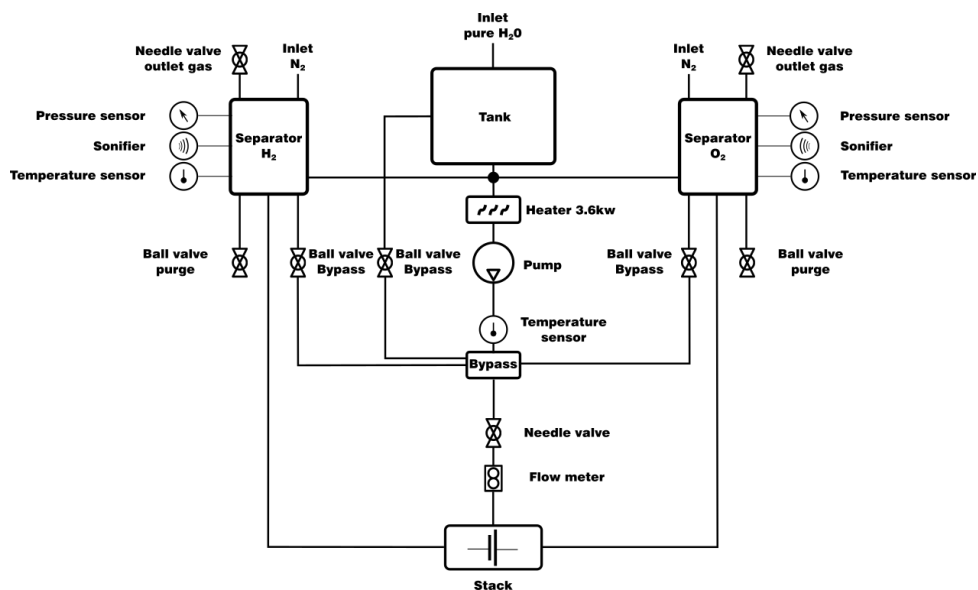 Inlet
pure H₂0
Needle valve
outlet gas
Inlet
N₂
Inlet
N₂
Needle valve
outlet gas
Pressure sensor
Sonifier
Temperature sensor
Separator
H₂
Tank
Separator
O₂
Pressure sensor
Sonifier
Temperature sensor
Heater 3.6kw
Ball valve
purge
Ball valve
Bypass
Ball valve
Bypass
Pump
Ball valve
Bypass
Ball valve
purge
Temperature
sensor
Bypass
Needle valve
Flow meter
Stack